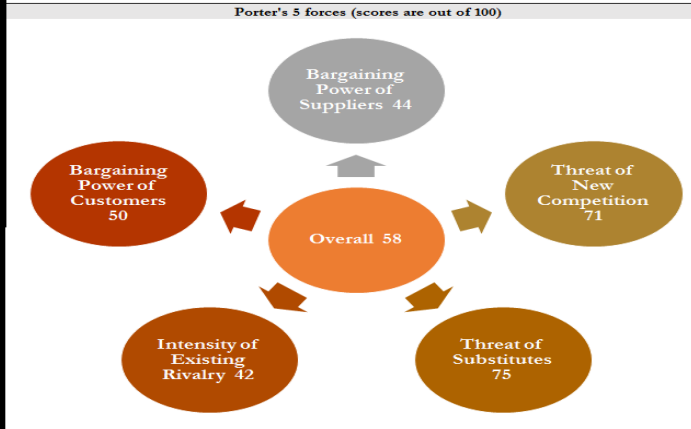 Porter's 5 forces (scores are out of 100)
Bargaining
Power of
Suppliers 44
Bargaining
Power of
Customers
50
Threat of
New
Competition
71
Overall 58
Intensity of
Existing
Rivalry 42
Threat of
Substitutes
75